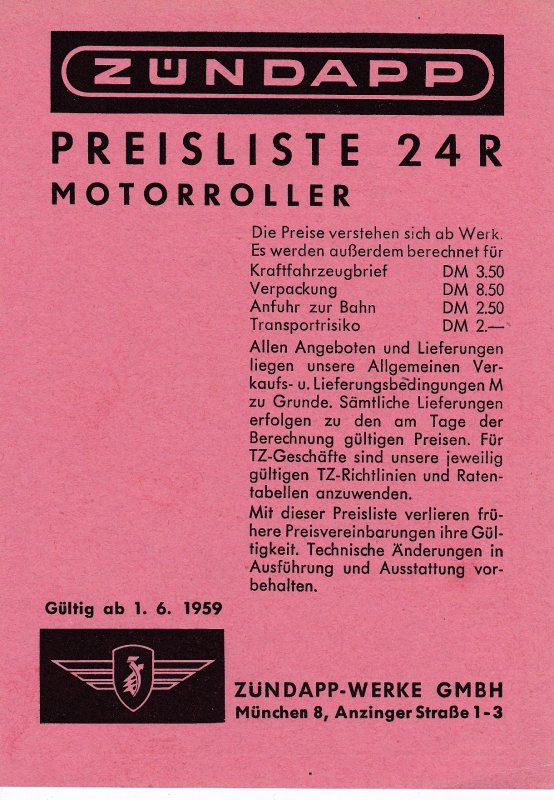 ZÜNDAPP
PREISLISTE 24R
MOTORROLLER
Die Preise verstehen sich ab Werk.
Es werden außerdem berechnet für
Kraftfahrzeugbrief DM 3.50
Verpackung DM 8.50
Anfuhr zur Bahn DM 2.50
Transportrisiko DM 2.—
Allen Angeboten und Lieferungen
liegen unsere Allgemeinen Ver-
kaufs- u. Lieferungsbedingungen M
zu Grunde. Sämtliche Lieferungen
erfolgen zu den am Tage der
Berechnung gültigen Preisen. Für
TZ-Geschäfte sind unsere jeweilig
gültigen TZ-Richtlinien und Raten-
tabellen anzuwenden.
Mit dieser Preisliste verlieren frü-
here Preisvereinbarungen ihre Gül-
tigkeit. Technische Änderungen in
Ausführung und Ausstattung vor-
behalten.
Gültig ab 1. 6. 1959
ZÜNDAPP-WERKE GMBH
München 8, Anzinger Straße 1-3